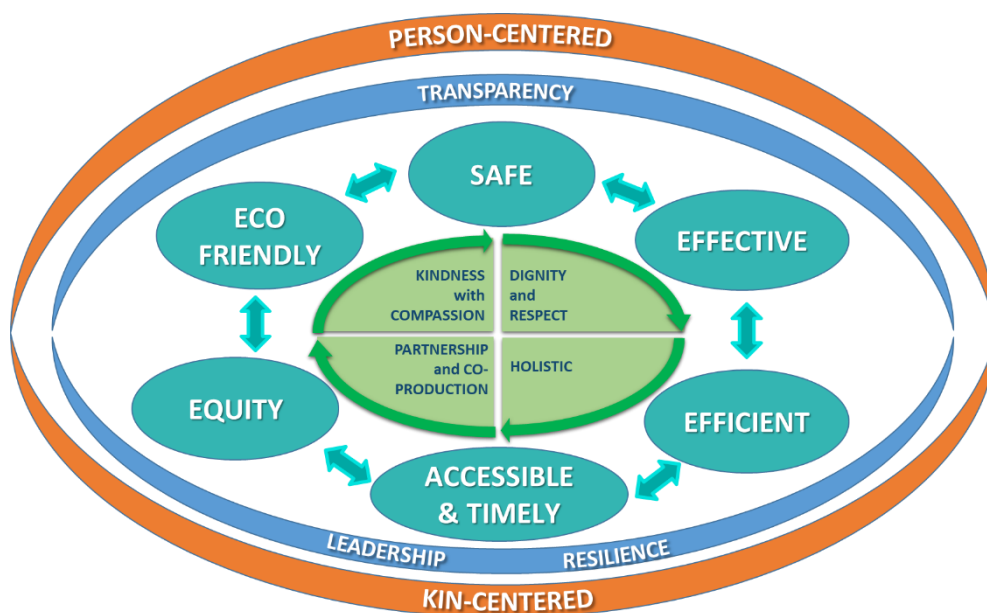 PERSON-CENTERED
TRANSPARENCY
SAFE
ECO
FRIENDLY
EFFECTIVE
KINDNESS
with
COMPASSION
DIGNITY
and
RESPECT
PARTNERSHIP
and CO-
PRODUCTION
HOLISTIC
EQUITY
EFFICIENT
ACCESSIBLE
& TIMELY
LEADERSHIP
RESILIENCE
KIN-CENTERED